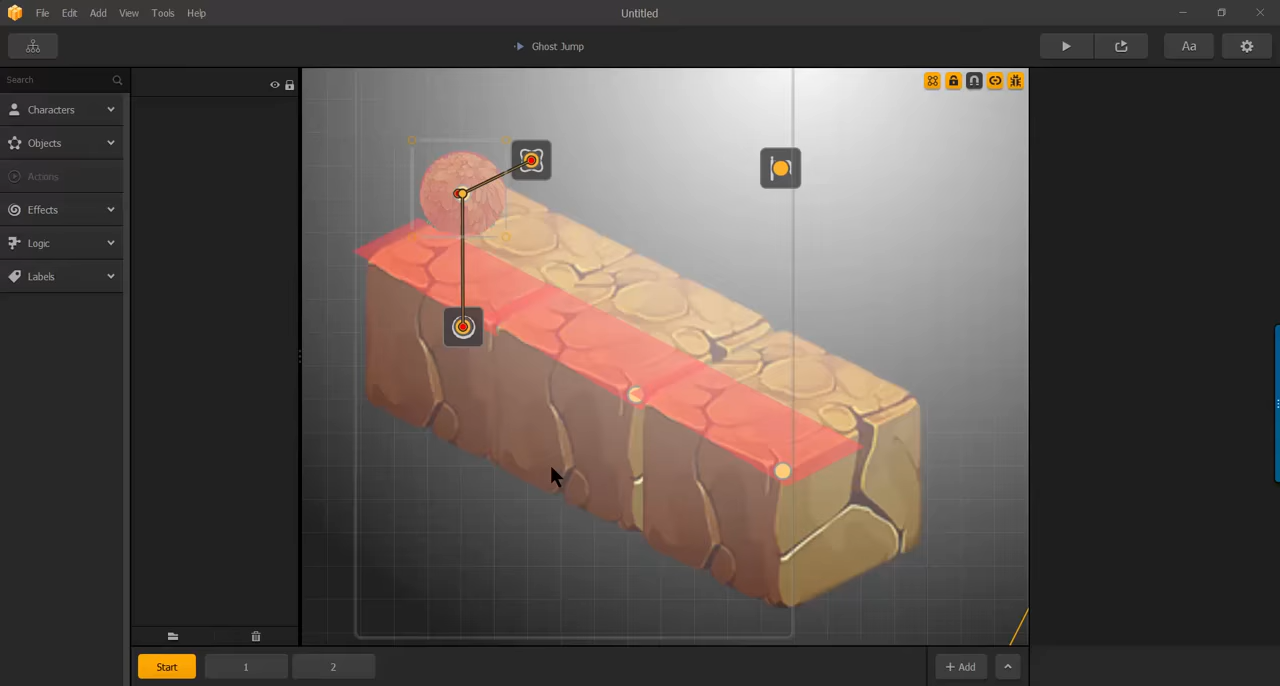 File Edit Add View Tools Help
Untitled
Ghost Jump
Aa
Search
Characters
Objects
Actions
Effects
Logic
Labels
Start 1 2
+ Add